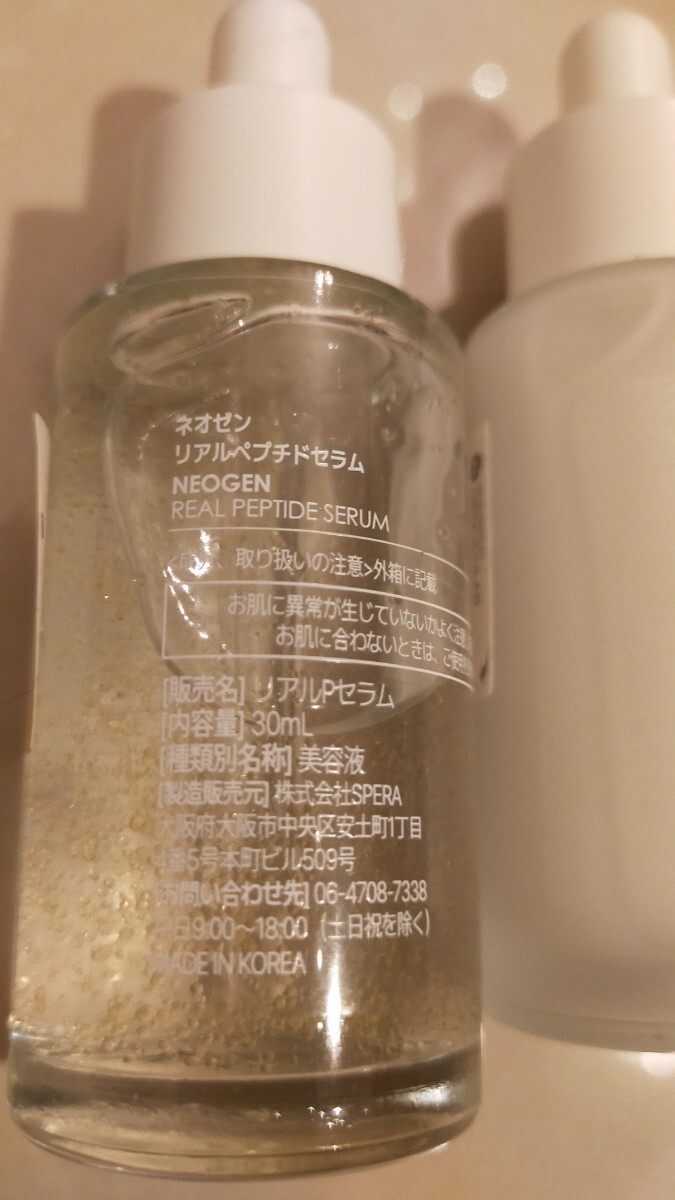 ネオゼン
リアルペプチドセラム
NEOGEN
REAL PEPTIDE SERUM
取り扱いの注意>外箱に記載
お肌に異常が生じていないかよく注意
お肌に合わないときは、ご使用
[販売名] リアルPセラム
[内容量] 30mL
[種類別名称] 美容液
[製造販売元] 株式会社SPERA
大阪府大阪市中央区安土町1丁目
4番5号本町ビル509号
[お問い合わせ先] 06-4708-7338
平日9:00～18:00 (土日祝を除く)
MADE IN KOREA